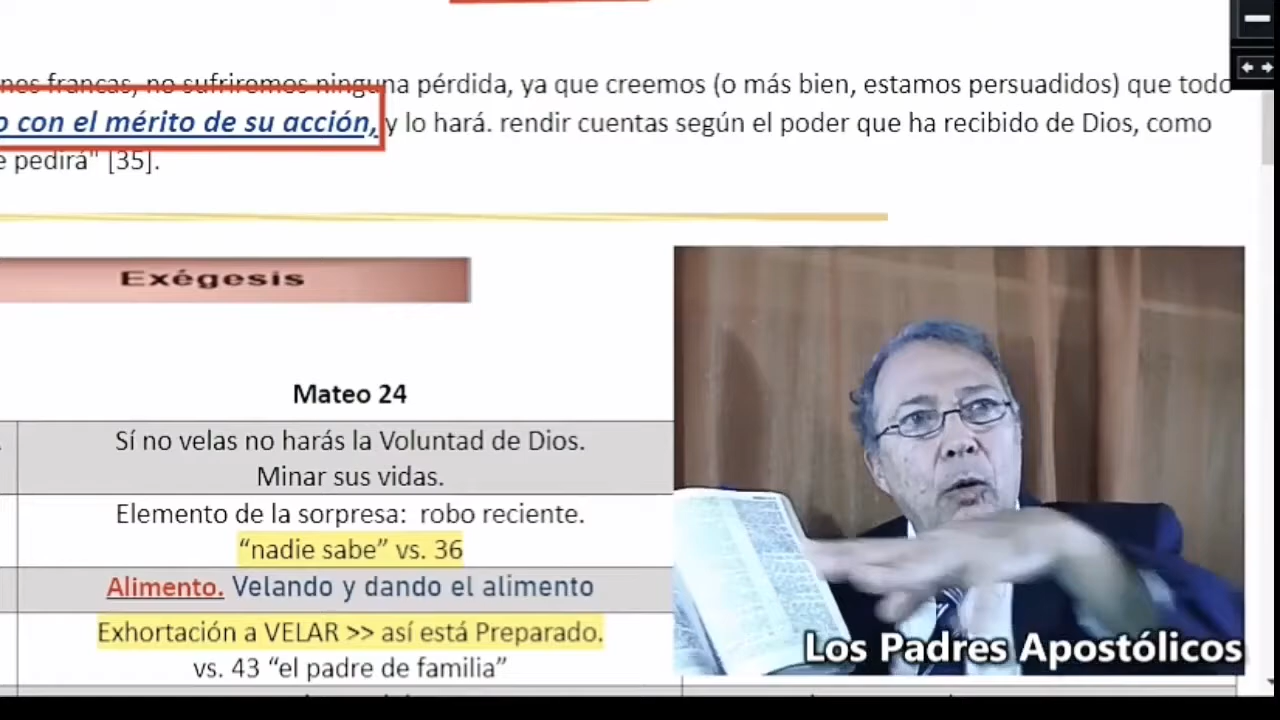 nes francas, no sufriremos ninguna pérdida, ya que creemos (o más bien, estamos persuadidos) que todo
o con el mérito de su acción, y lo hará. rendir cuentas según el poder que ha recibido de Dios, como
e pedirá" [35].
Exégesis
Mateo 24
Sí no velas no harás la Voluntad de Dios.
Minar sus vidas.
Elemento de la sorpresa: robo reciente.
“nadie sabe” vs. 36
Alimento. Velando y dando el alimento
Exhortación a VELAR >> así está Preparado.
vs. 43 “el padre de familia”
Los Padres Apostólicos